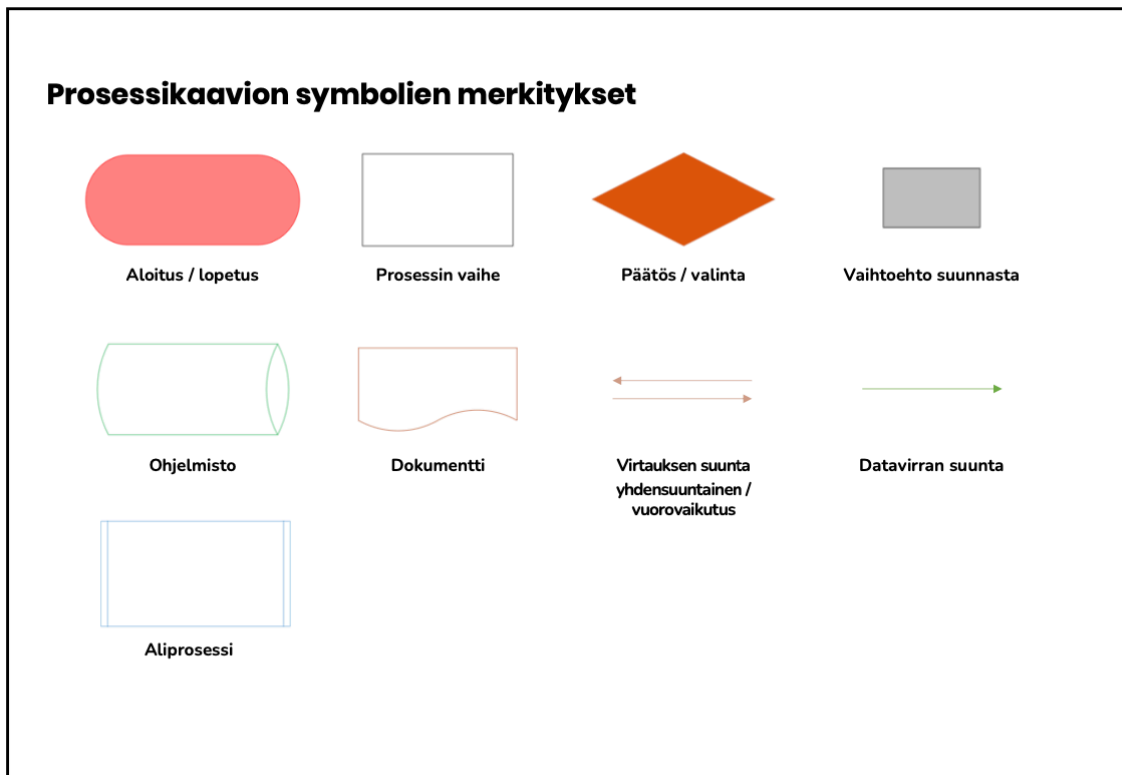 Prosessikaavion symbolien merkitykset
Aloitus / lopetus
Prosessin vaihe
Päätös / valinta
Vaihtoehto suunnasta
Ohjelmisto
Dokumentti
Virtauksen suunta
yhdensuuntainen /
vuorovaikutus
Datavirran suunta
Aliprosessi